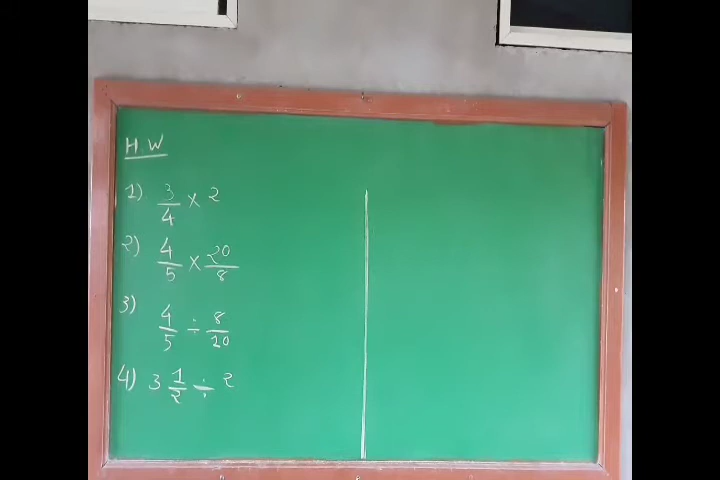 H.W
1) 3/4 × 2
2) 4/5 × 20/8
3) 4/5 ÷ 8/20
4) 3 1/2 ÷ 2